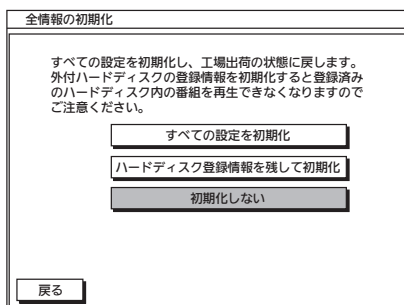 全情報の初期化
すべての設定を初期化し、工場出荷の状態に戻します。
外付ハードディスクの登録情報を初期化すると登録済み
のハードディスク内の番組を再生できなくなりますので
ご注意ください。
すべての設定を初期化
ハードディスク登録情報を残して初期化
初期化しない
戻る